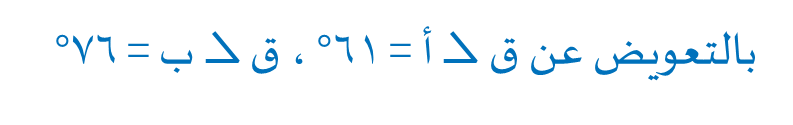 بالتعويض عن ق ∠ أ = ٦١° ، ق ∠ ب = ٧٦°